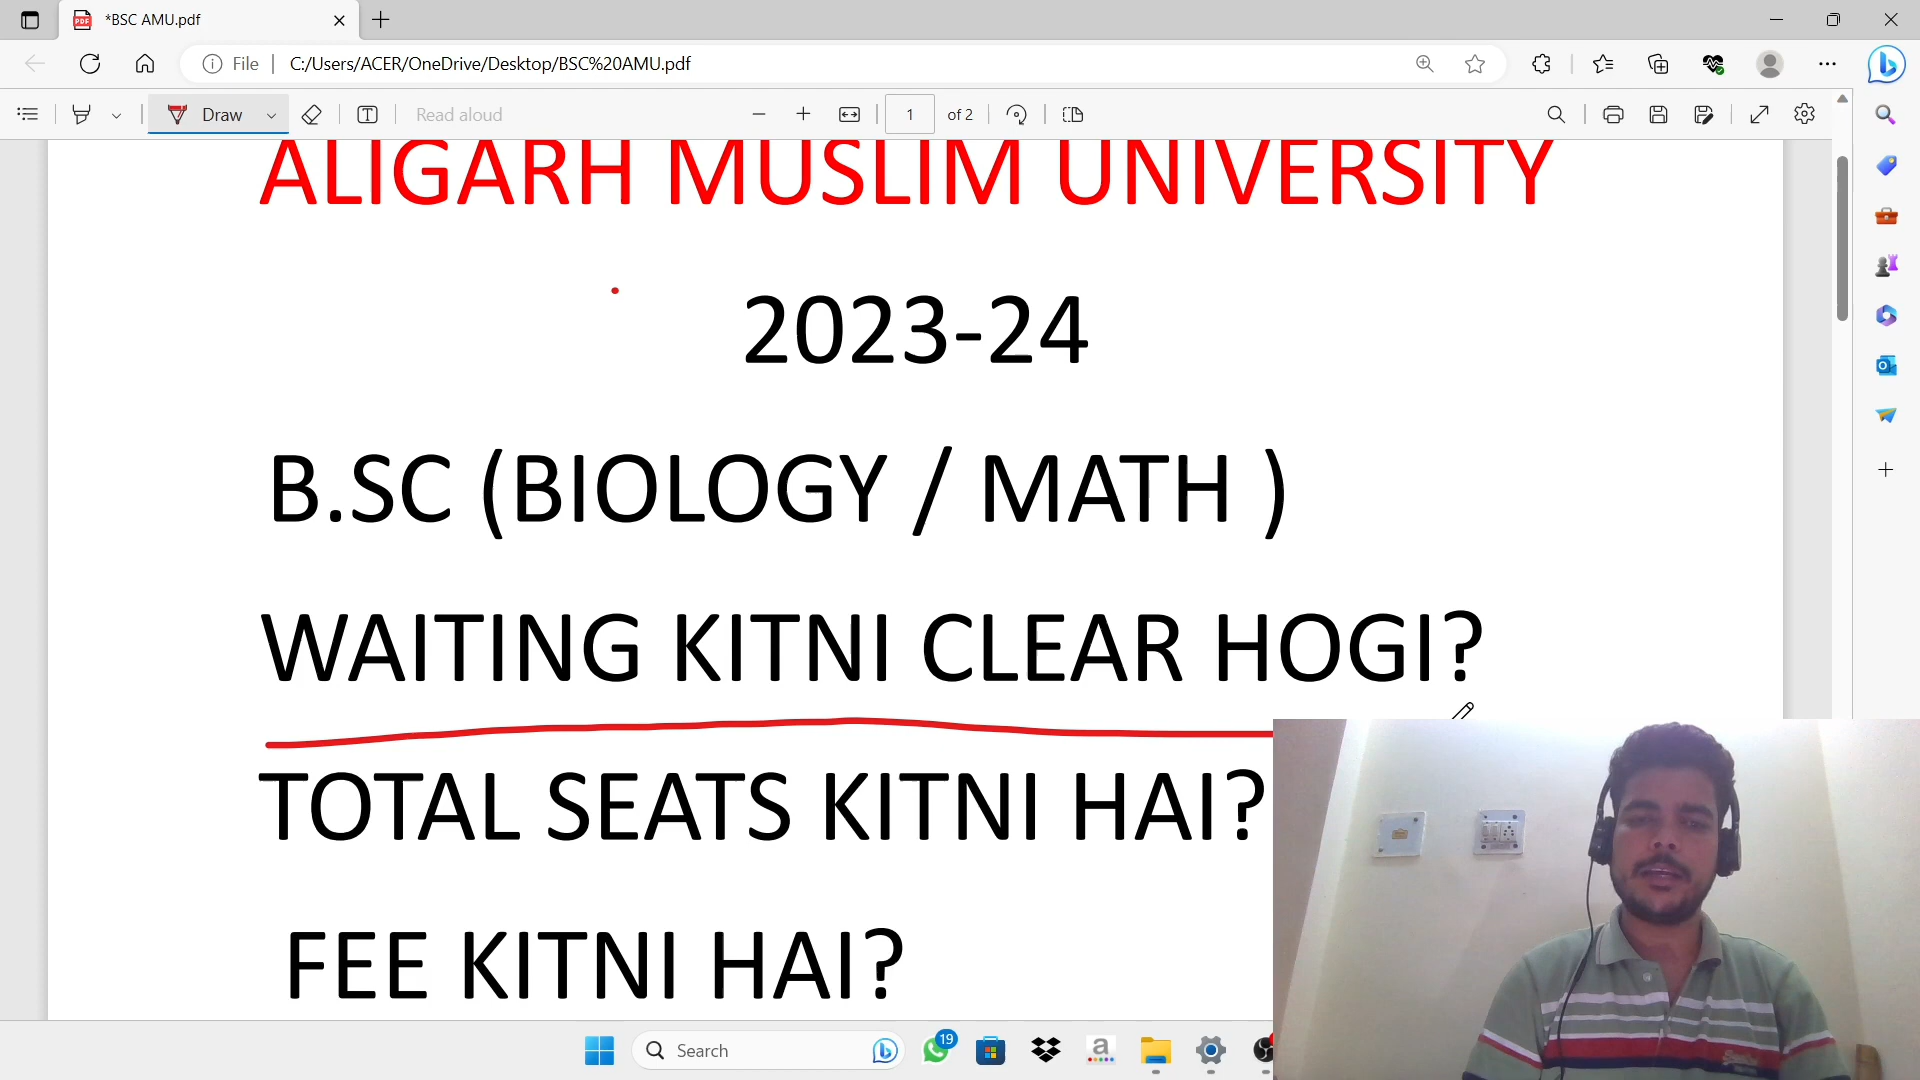 *BSC AMU.pdf
File
C:/Users/ACER/OneDrive/Desktop/BSC%20AMU.pdf
Draw
Read aloud
1 of 2
ALIGARH MUSLIM UNIVERSITY
2023-24
B.SC (BIOLOGY / MATH )
WAITING KITNI CLEAR HOGI?
TOTAL SEATS KITNI HAI?
FEE KITNI HAI?
Search
19